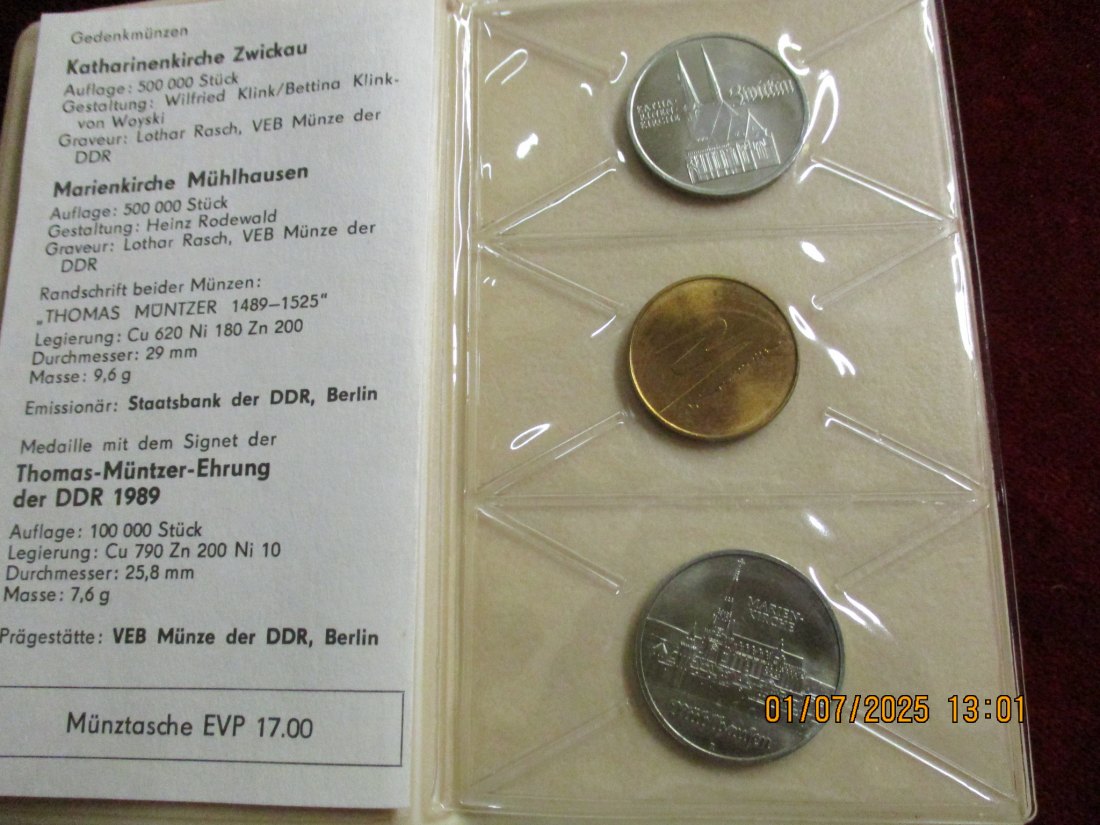 Gedenkmünzen
Katharinenkirche Zwickau
Auflage: 500 000 Stück
Gestaltung: Wilfried Klink/Bettina Klink-
von Woyski
Graveur: Lothar Rasch, VEB Münze der
DDR
Marienkirche Mühlhausen
Auflage: 500 000 Stück
Gestaltung: Heinz Rodewald
Graveur: Lothar Rasch, VEB Münze der
DDR
Randschrift beider Münzen:
„THOMAS MÜNTZER 1489–1525“
Legierung: Cu 620 Ni 180 Zn 200
Durchmesser: 29 mm
Masse: 9,6 g
Emissionär: Staatsbank der DDR, Berlin
Medaille mit dem Signet der
Thomas-Müntzer-Ehrung
der DDR 1989
Auflage: 100 000 Stück
Legierung: Cu 790 Zn 200 Ni 10
Durchmesser: 25,8 mm
Masse: 7,6 g
Prägestätte: VEB Münze der DDR, Berlin
Münztasche EVP 17.00
KATHA-
RINEN-
KIRCHE
Zwickau
MARIEN-
KIRCHE
01/07/2025 13:01